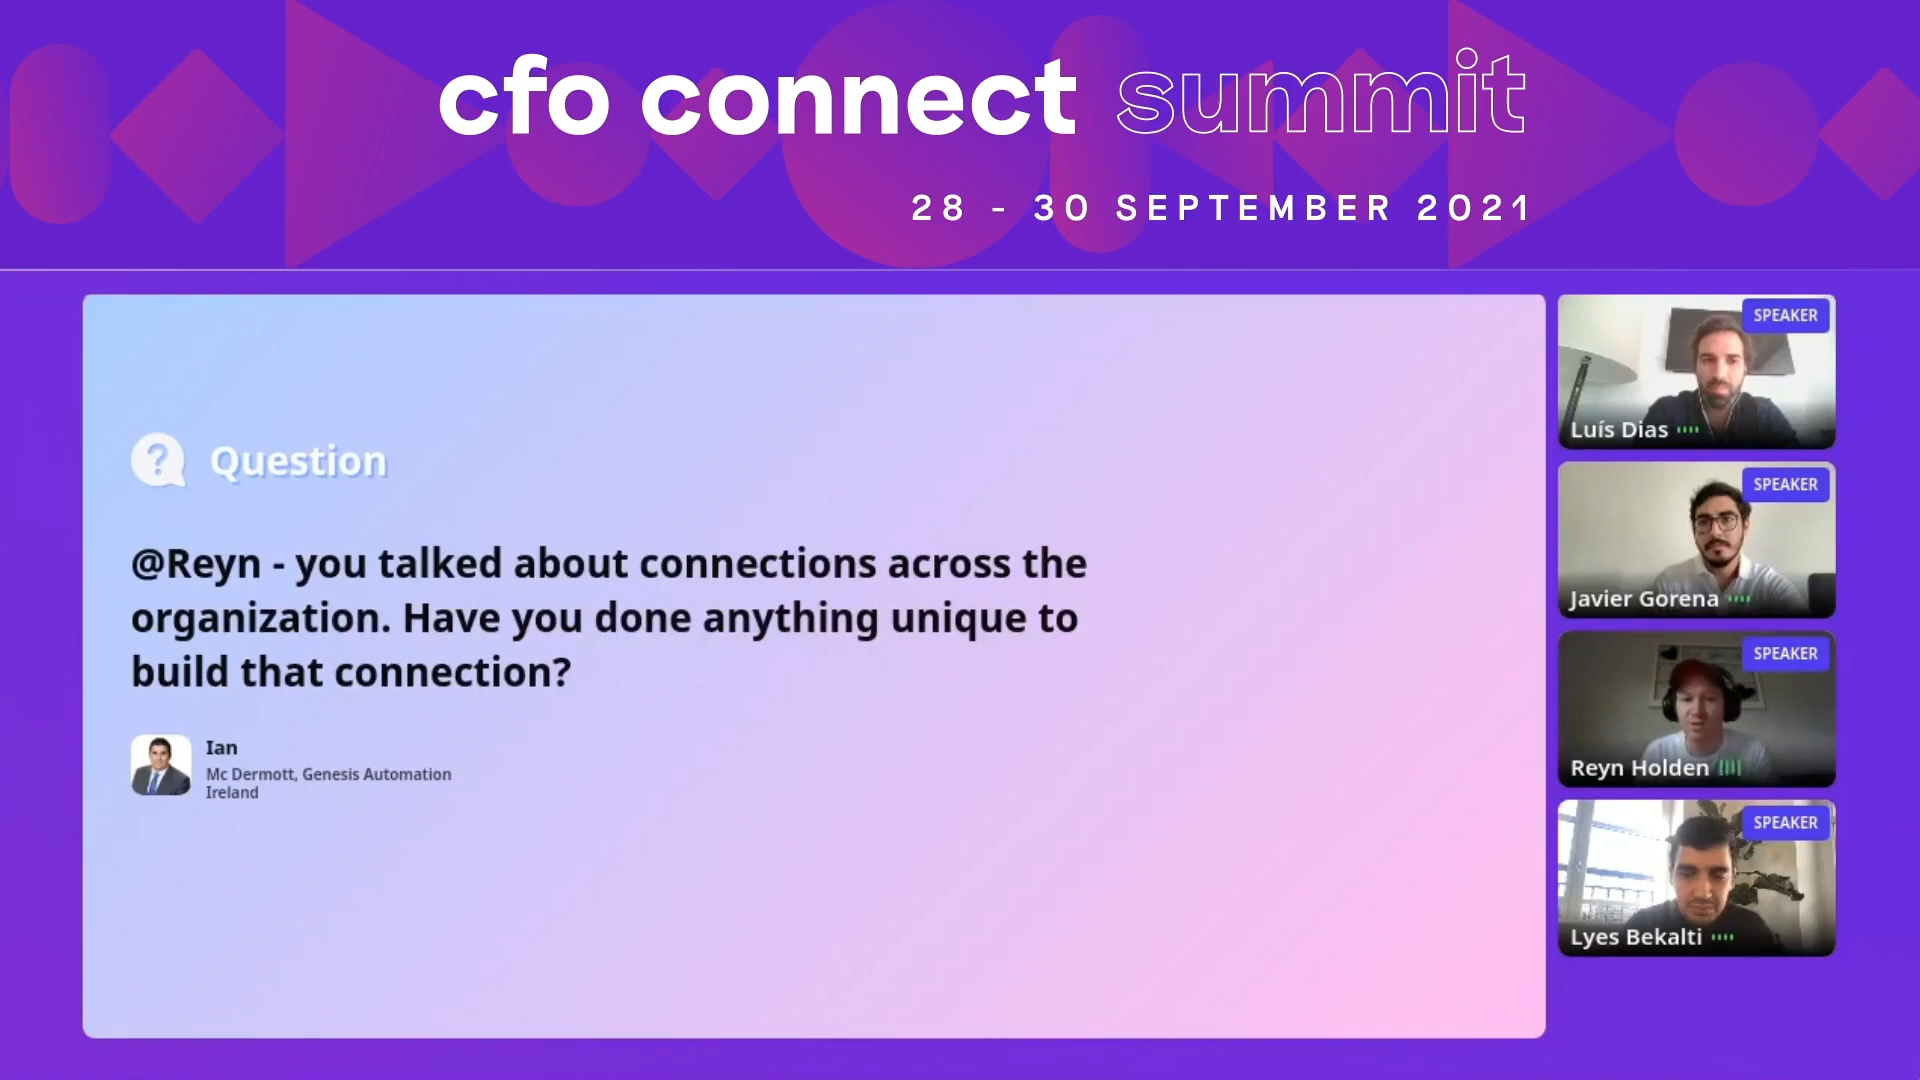 cfo connect summit
28 - 30 SEPTEMBER 2021
Question
@Reyn - you talked about connections across the
organization. Have you done anything unique to
build that connection?
Ian
Mc Dermott, Genesis Automation
Ireland
SPEAKER
Luís Dias
SPEAKER
Javier Gorena
SPEAKER
Reyn Holden
SPEAKER
Lyes Bekalti